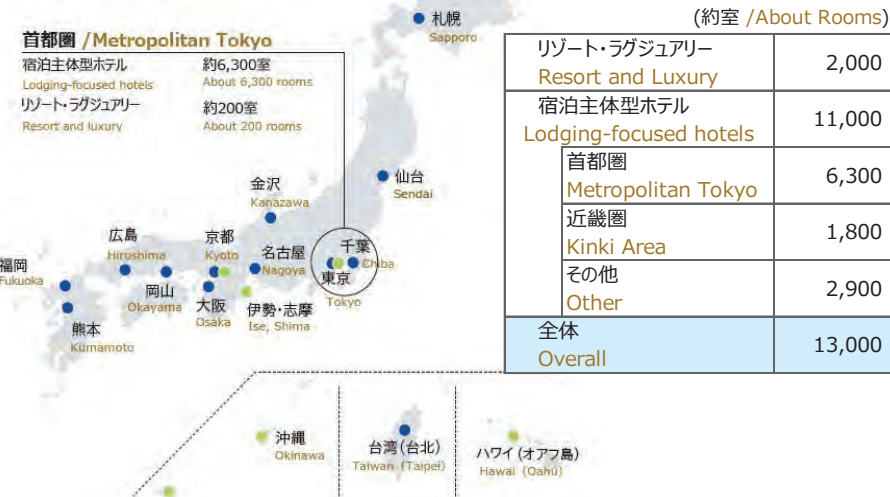 札幌
Sapporo
首都圏 /Metropolitan Tokyo
宿泊主体型ホテル 約6,300室
Lodging-focused hotels About 6,300 rooms
リゾート・ラグジュアリー 約200室
Resort and luxury About 200 rooms
仙台
Sendai
金沢
Kanazawa
広島
Hiroshima
京都
Kyoto
名古屋
Nagoya
千葉
Chiba
東京
Tokyo
福岡
Fukuoka
岡山
Okayama
大阪
Osaka
伊勢・志摩
Ise, Shima
熊本
Kumamoto
沖縄
Okinawa
台湾(台北)
Taiwan (Taipei)
ハワイ (オアフ島)
Hawai (Oahu)
(約室 /About Rooms)
リゾート・ラグジュアリー
Resort and Luxury 2,000
宿泊主体型ホテル
Lodging-focused hotels 11,000
首都圏
Metropolitan Tokyo 6,300
近畿圏
Kinki Area 1,800
その他
Other 2,900
全体
Overall 13,000